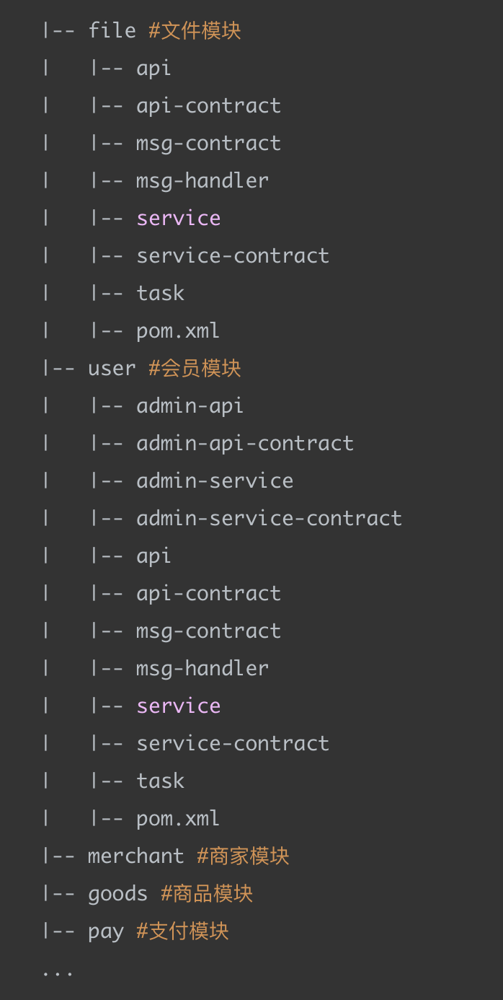 |-- file #文件模块
|   |-- api
|   |-- api-contract
|   |-- msg-contract
|   |-- msg-handler
|   |-- service
|   |-- service-contract
|   |-- task
|   |-- pom.xml
|-- user #会员模块
|   |-- admin-api
|   |-- admin-api-contract
|   |-- admin-service
|   |-- admin-service-contract
|   |-- api
|   |-- api-contract
|   |-- msg-contract
|   |-- msg-handler
|   |-- service
|   |-- service-contract
|   |-- task
|   |-- pom.xml
|-- merchant #商家模块
|-- goods #商品模块
|-- pay #支付模块
...